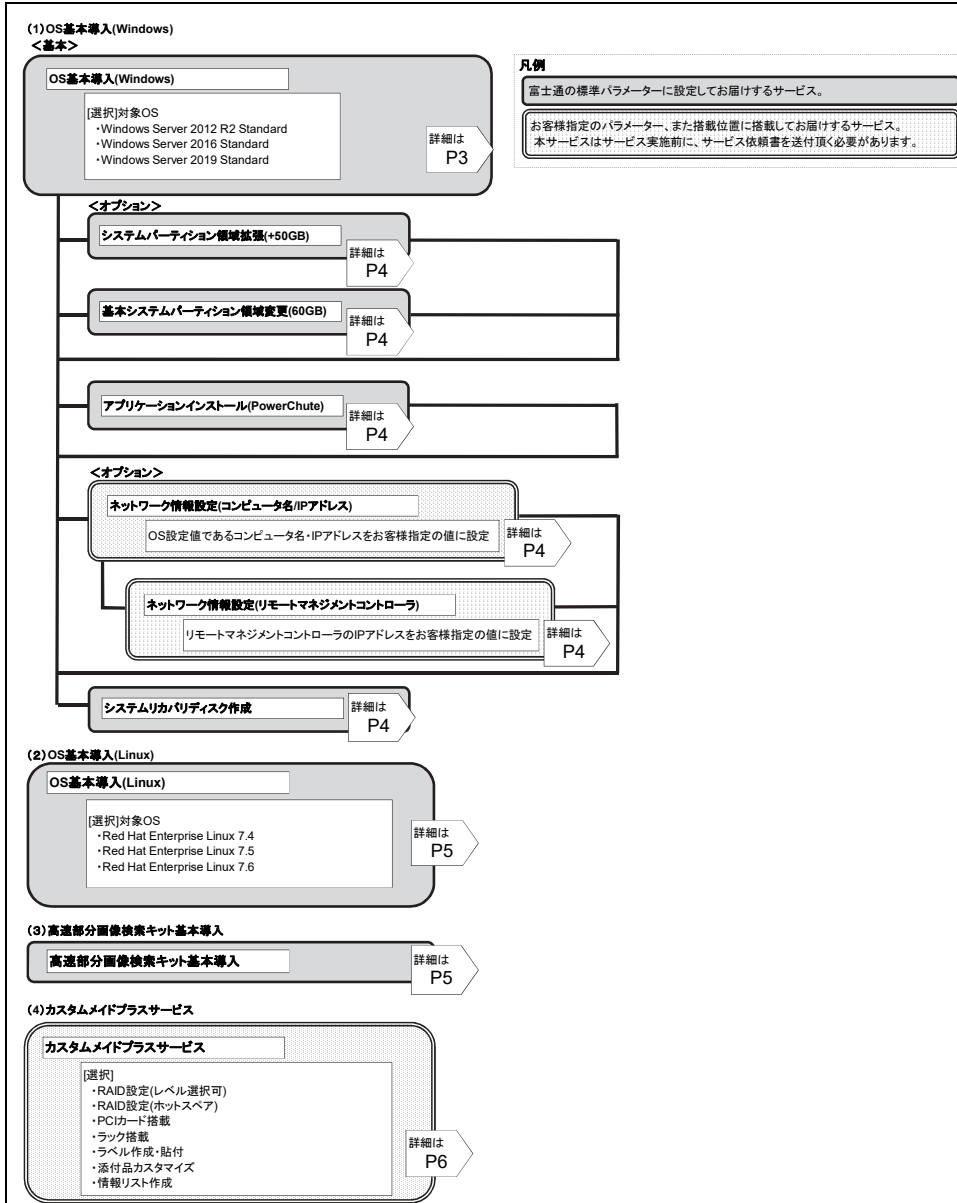 (1)OS基本導入(Windows)
<基本>
OS基本導入(Windows)
[選択]対象OS
・Windows Server 2012 R2 Standard
・Windows Server 2016 Standard
・Windows Server 2019 Standard
詳細は
P3
凡例
富士通の標準パラメーターに設定してお届けするサービス。
お客様指定のパラメーター、また搭載位置に搭載してお届けするサービス。
本サービスはサービス実施前に、サービス依頼書を送付頂く必要があります。
<オプション>
システムパーティション領域拡張(+50GB)
詳細は
P4
基本システムパーティション領域変更(60GB)
詳細は
P4
アプリケーションインストール(PowerChute)
詳細は
P4
<オプション>
ネットワーク情報設定(コンピュータ名/IPアドレス)
OS設定値であるコンピュータ名・IPアドレスをお客様指定の値に設定
詳細は
P4
ネットワーク情報設定(リモートマネジメントコントローラ)
リモートマネジメントコントローラのIPアドレスをお客様指定の値に設定
詳細は
P4
システムリカバリディスク作成
詳細は
P4
(2)OS基本導入(Linux)
OS基本導入(Linux)
[選択]対象OS
・Red Hat Enterprise Linux 7.4
・Red Hat Enterprise Linux 7.5
・Red Hat Enterprise Linux 7.6
詳細は
P5
(3)高速部分画像検索キット基本導入
高速部分画像検索キット基本導入
詳細は
P5
(4)カスタムメイドプラスサービス
カスタムメイドプラスサービス
[選択]
・RAID設定(レベル選択可)
・RAID設定(ホットスペア)
・PCIカード搭載
・ラック搭載
・ラベル作成・貼付
・添付品カスタマイズ
・情報リスト作成
詳細は
P6